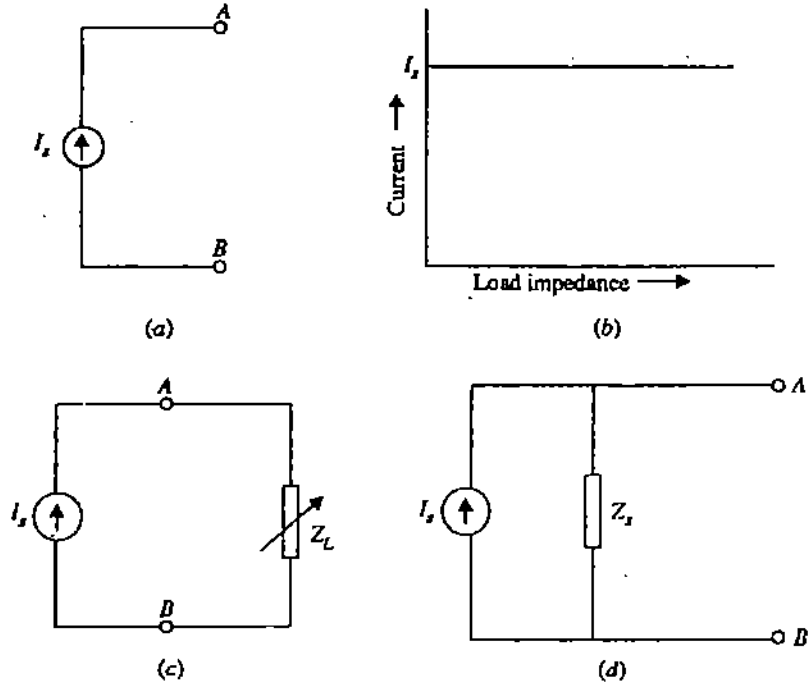 A
I_s
B
(a)
I_s
Current
Load impedance
(b)
A
I_s
Z_L
B
(c)
A
I_s
Z_s
B
(d)